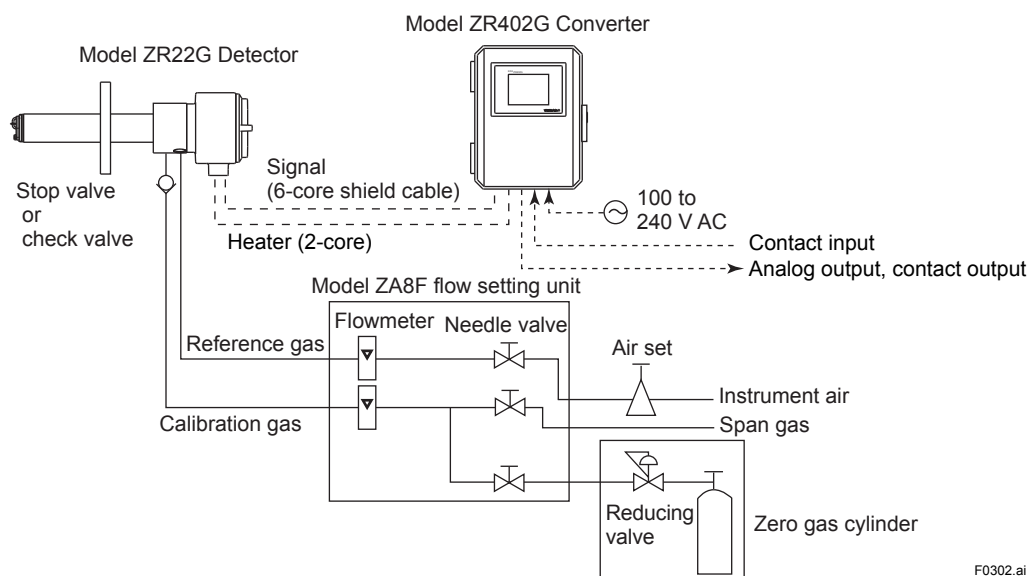 Model ZR402G Converter
Model ZR22G Detector
Signal
(6-core shield cable)
Stop valve
or
check valve
100 to
240 V AC
Heater (2-core)
Contact input
Analog output, contact output
Model ZA8F flow setting unit
Flowmeter
Needle valve
Reference gas
Air set
Instrument air
Calibration gas
Span gas
Reducing
valve
Zero gas cylinder
F0302.ai